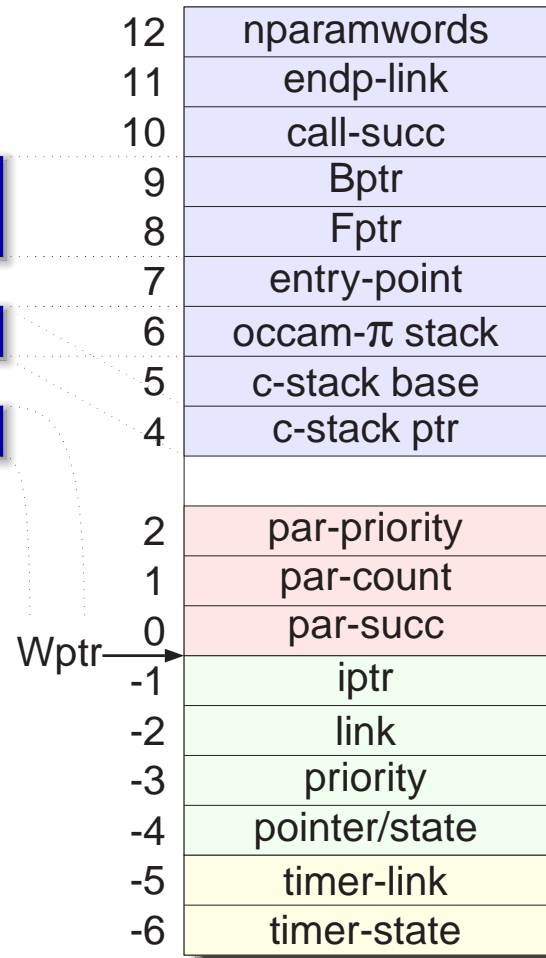 12 nparamwords
11 endp-link
10 call-succ
9 Bptr
8 Fptr
7 entry-point
6 occam-π stack
5 c-stack base
4 c-stack ptr
2 par-priority
1 par-count
0 par-succ
Wptr
-1 iptr
-2 link
-3 priority
-4 pointer/state
-5 timer-link
-6 timer-state